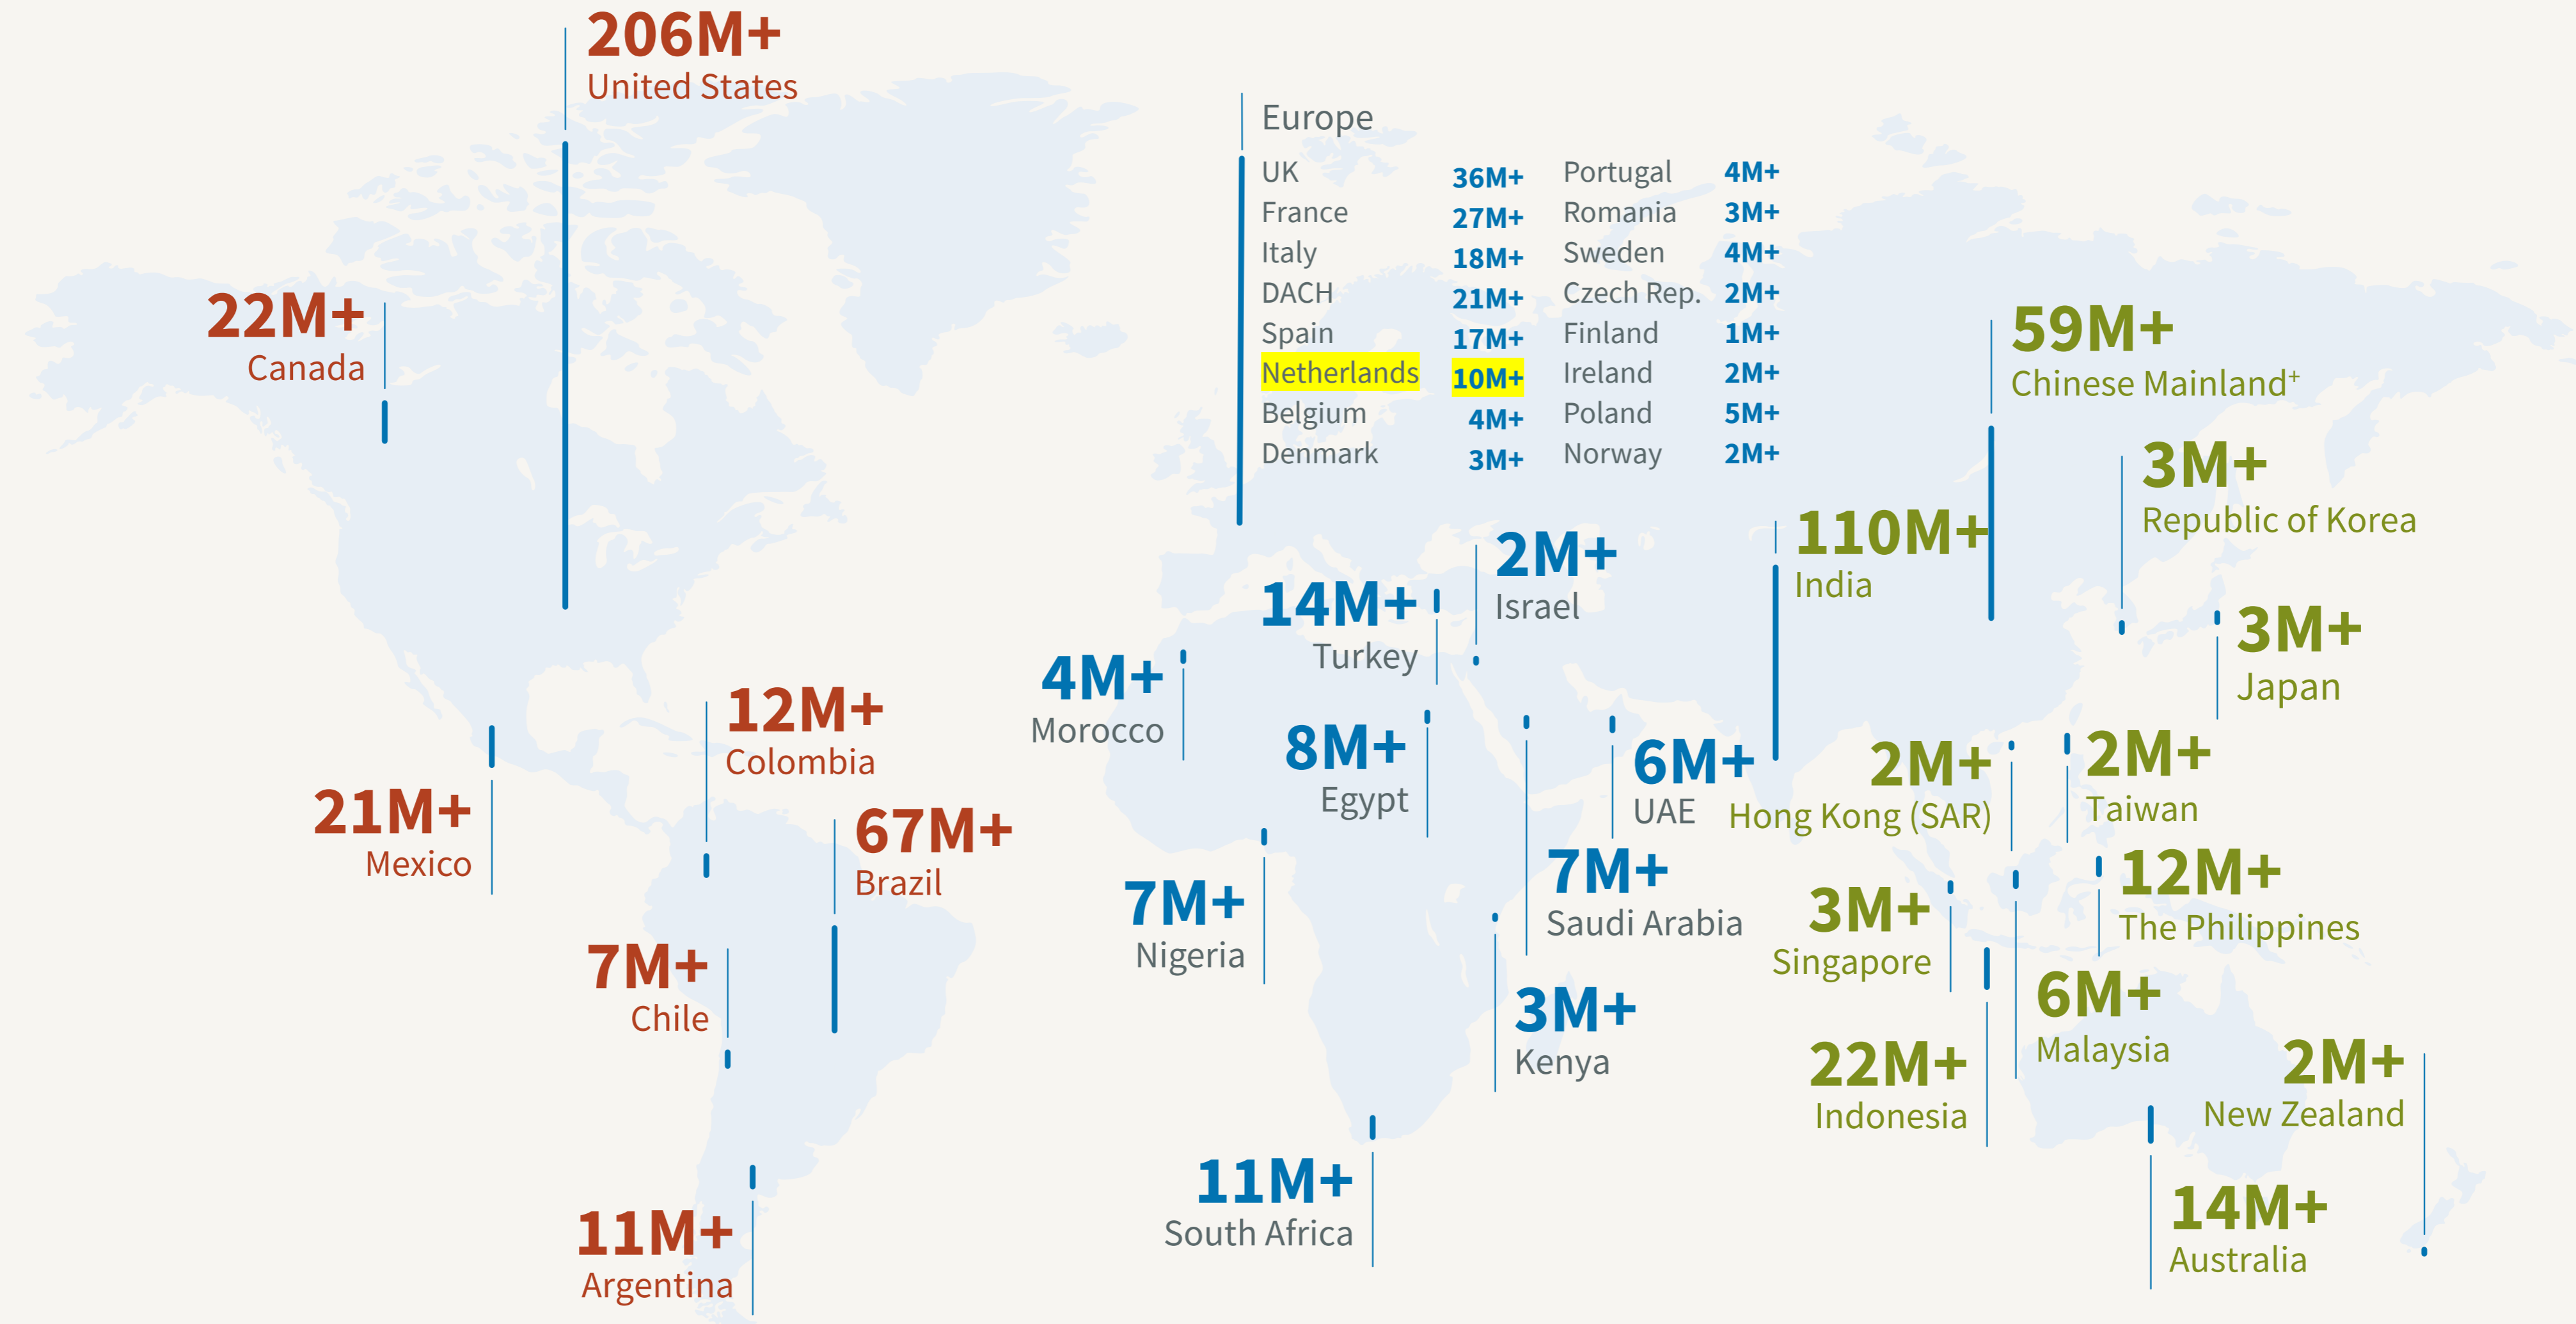 206M+
United States
22M+
Canada
21M+
Mexico
12M+
Colombia
67M+
Brazil
7M+
Chile
11M+
Argentina
Europe
UK 36M+
France 27M+
Italy 18M+
DACH 21M+
Spain 17M+
Netherlands 10M+
Belgium 4M+
Denmark 3M+
Portugal 4M+
Romania 3M+
Sweden 4M+
Czech Rep. 2M+
Finland 1M+
Ireland 2M+
Poland 5M+
Norway 2M+
2M+
Israel
14M+
Turkey
4M+
Morocco
8M+
Egypt
6M+
UAE
7M+
Saudi Arabia
7M+
Nigeria
3M+
Kenya
11M+
South Africa
59M+
Chinese Mainland+
3M+
Republic of Korea
110M+
India
3M+
Japan
2M+
Hong Kong (SAR)
2M+
Taiwan
12M+
The Philippines
3M+
Singapore
6M+
Malaysia
22M+
Indonesia
2M+
New Zealand
14M+
Australia